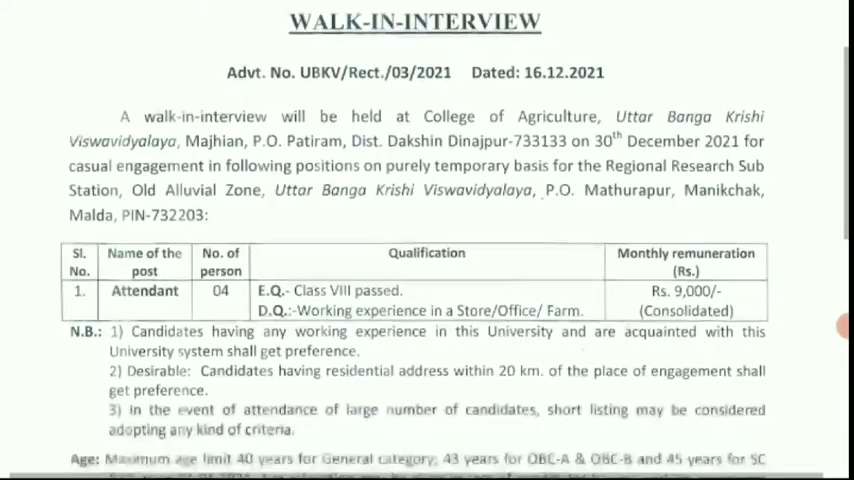 WALK-IN-INTERVIEW
Advt. No. UBKV/Rect./03/2021 Dated: 16.12.2021
A walk-in-interview will be held at College of Agriculture, Uttar Banga Krishi
Viswavidyalaya, Majhian, P.O. Patiram, Dist. Dakshin Dinajpur-733133 on 30th December 2021 for
casual engagement in following positions on purely temporary basis for the Regional Research Sub
Station, Old Alluvial Zone, Uttar Banga Krishi Viswavidyalaya, P.O. Mathurapur, Manikchak,
Malda, PIN-732203:
Sl. No. Name of the post No. of person Qualification Monthly remuneration (Rs.)
1. Attendant 04 E.Q.- Class VIII passed. Rs. 9,000/-
D.Q.:-Working experience in a Store/Office/ Farm. (Consolidated)
N.B.: 1) Candidates having any working experience in this University and are acquainted with this
University system shall get preference.
2) Desirable: Candidates having residential address within 20 km. of the place of engagement shall
get preference.
3) In the event of attendance of large number of candidates, short listing may be considered
adopting any kind of criteria.
Age: Maximum age limit 40 years for General category, 43 years for OBC-A & OBC-B and 45 years for SC